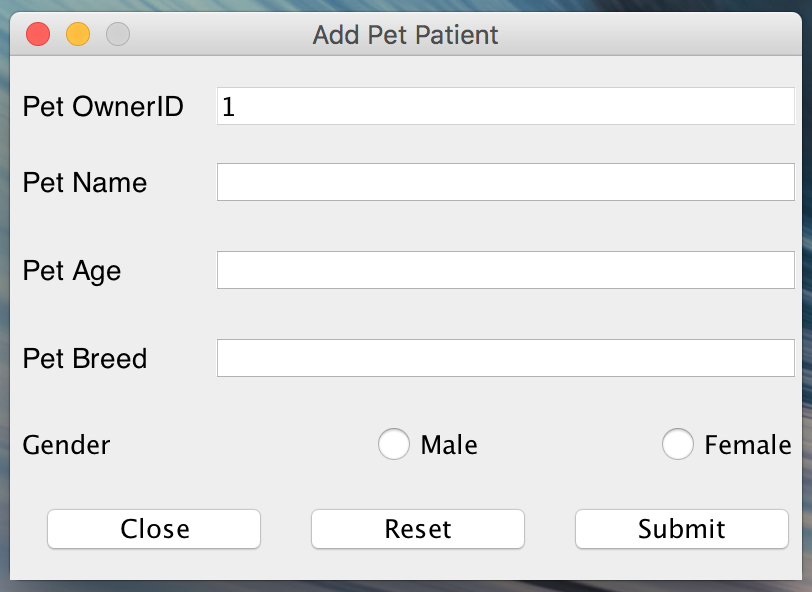 Add Pet Patient
Pet OwnerID 1
Pet Name
Pet Age
Pet Breed
Gender Male Female
Close Reset Submit